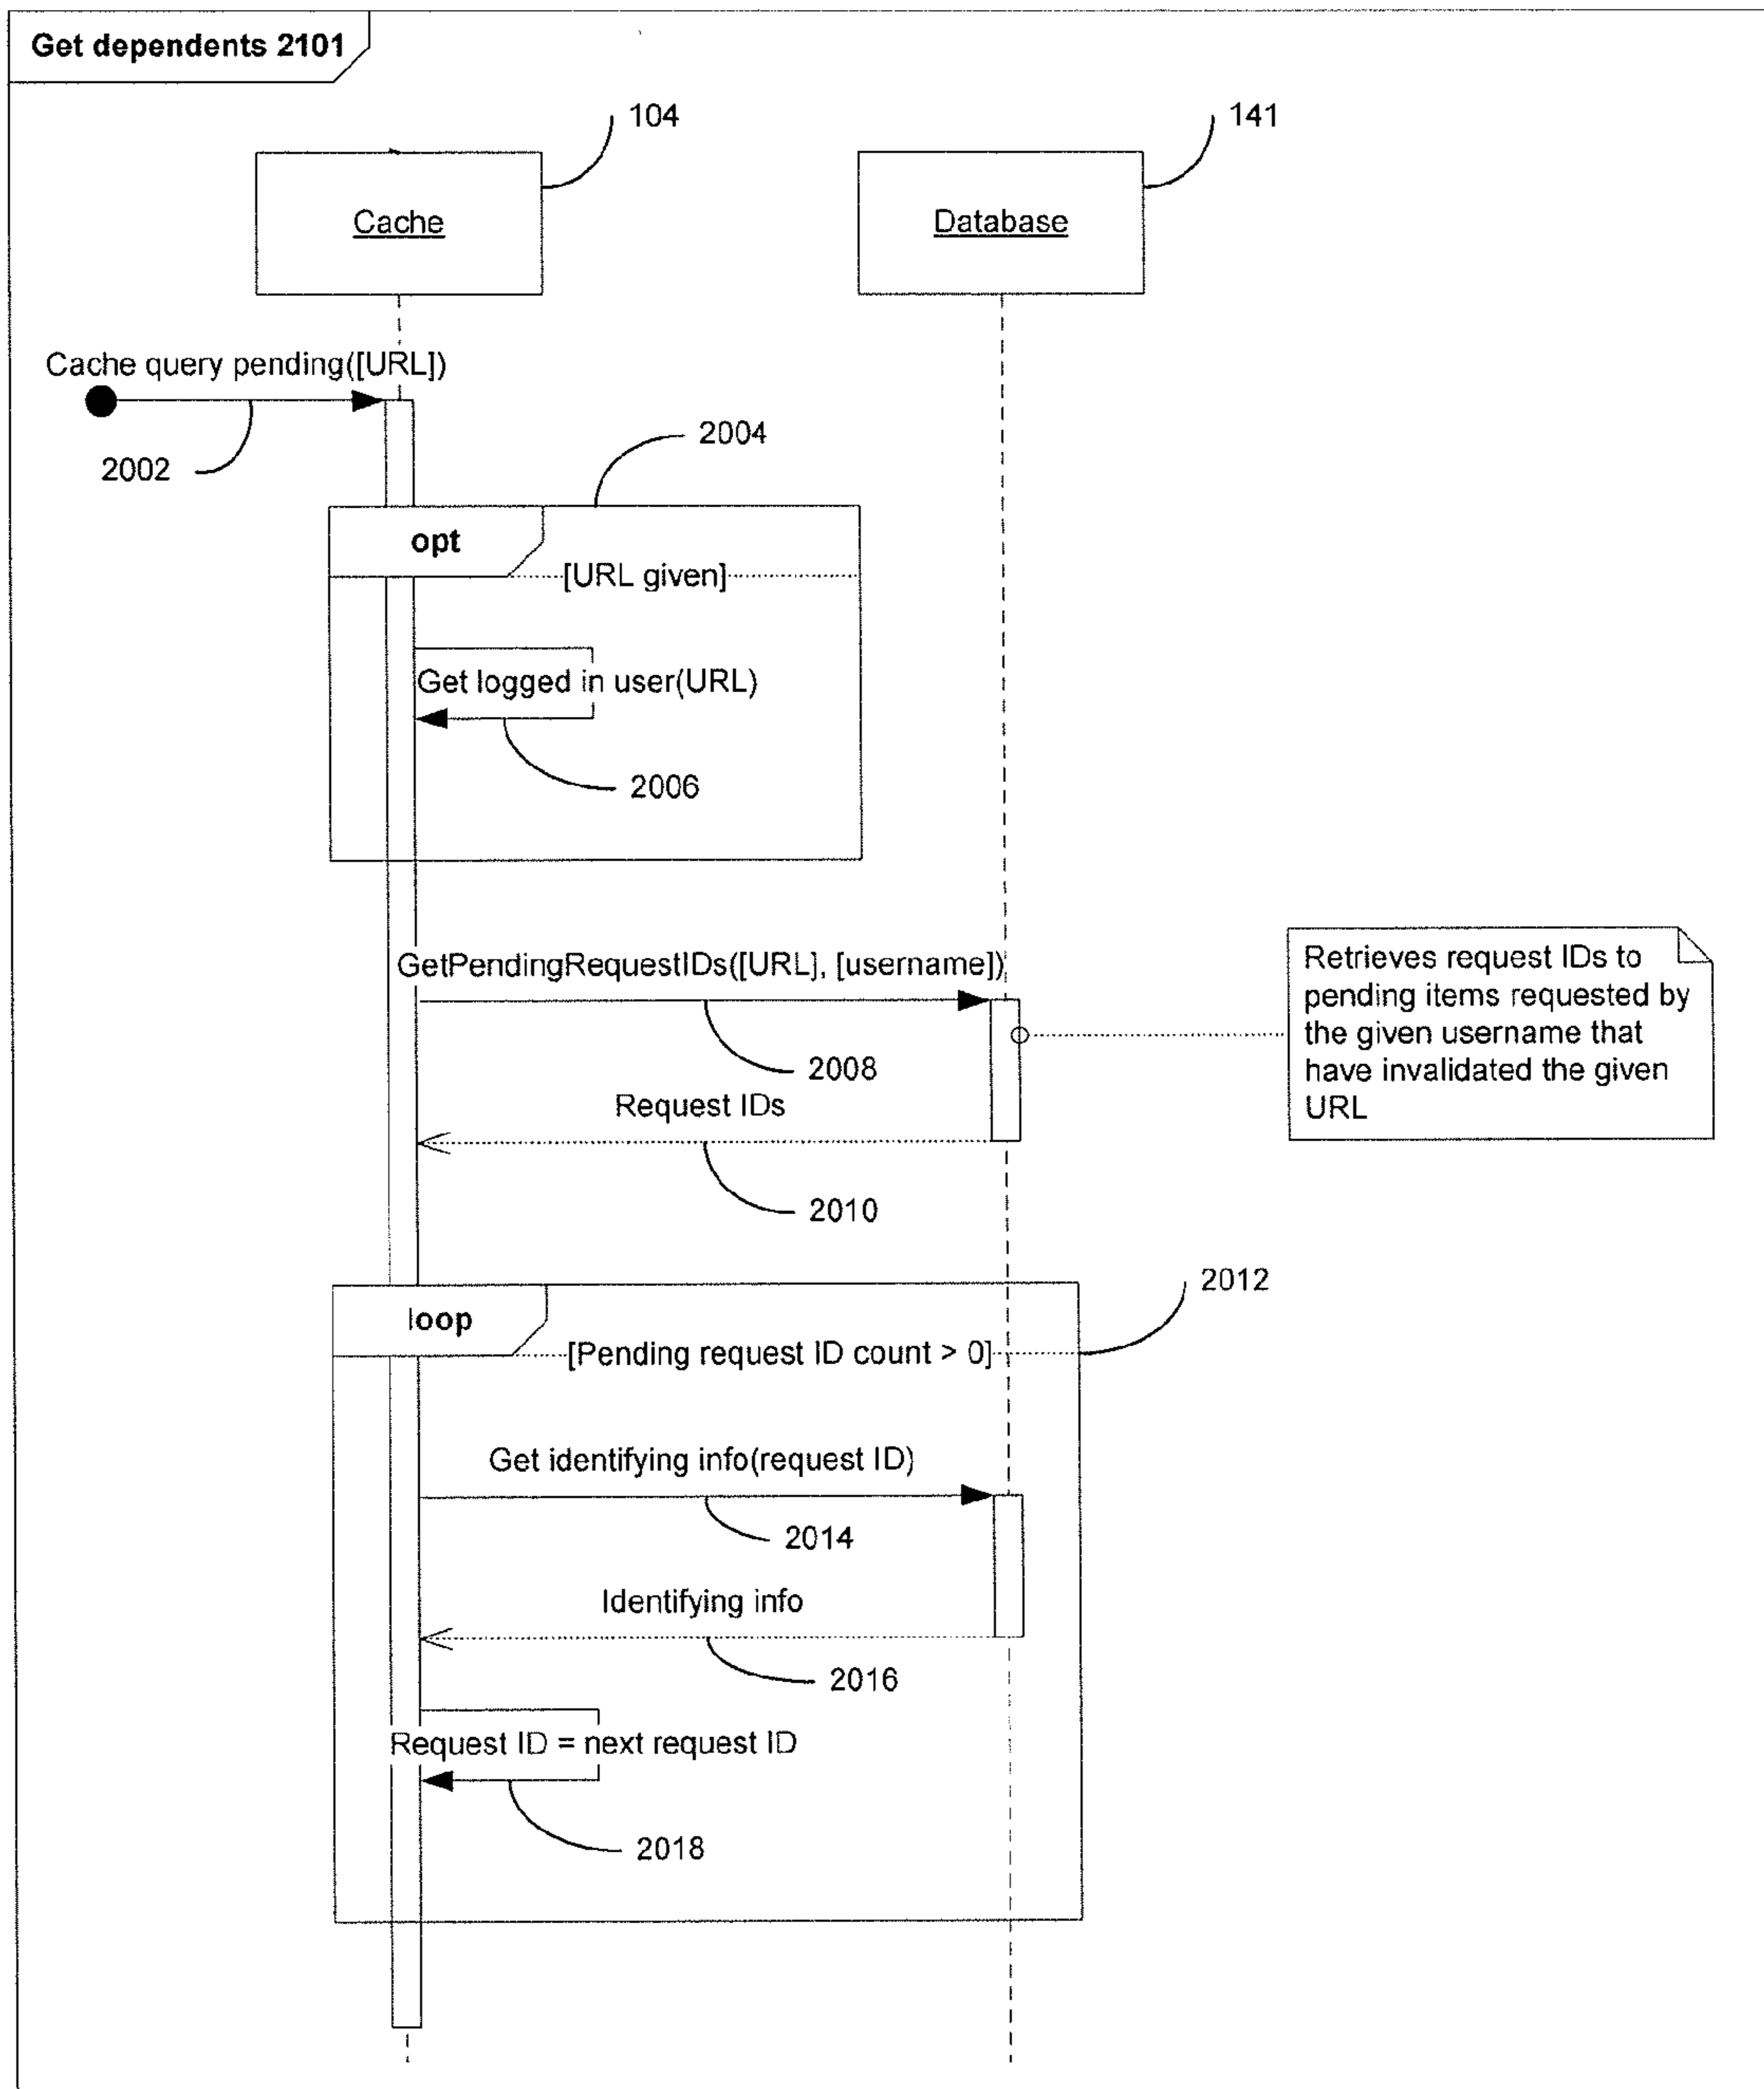 Get dependents 2101
104
141
Cache
Database
Cache query pending([URL])
2002
2004
opt
[URL given]
Get logged in user(URL)
2006
GetPendingRequestIDs([URL], [username])
Retrieves request IDs to
pending items requested by
the given username that
have invalidated the given
URL
2008
Request IDs
2010
2012
loop
[Pending request ID count > 0]
Get identifying info(request ID)
2014
Identifying info
2016
Request ID = next request ID
2018